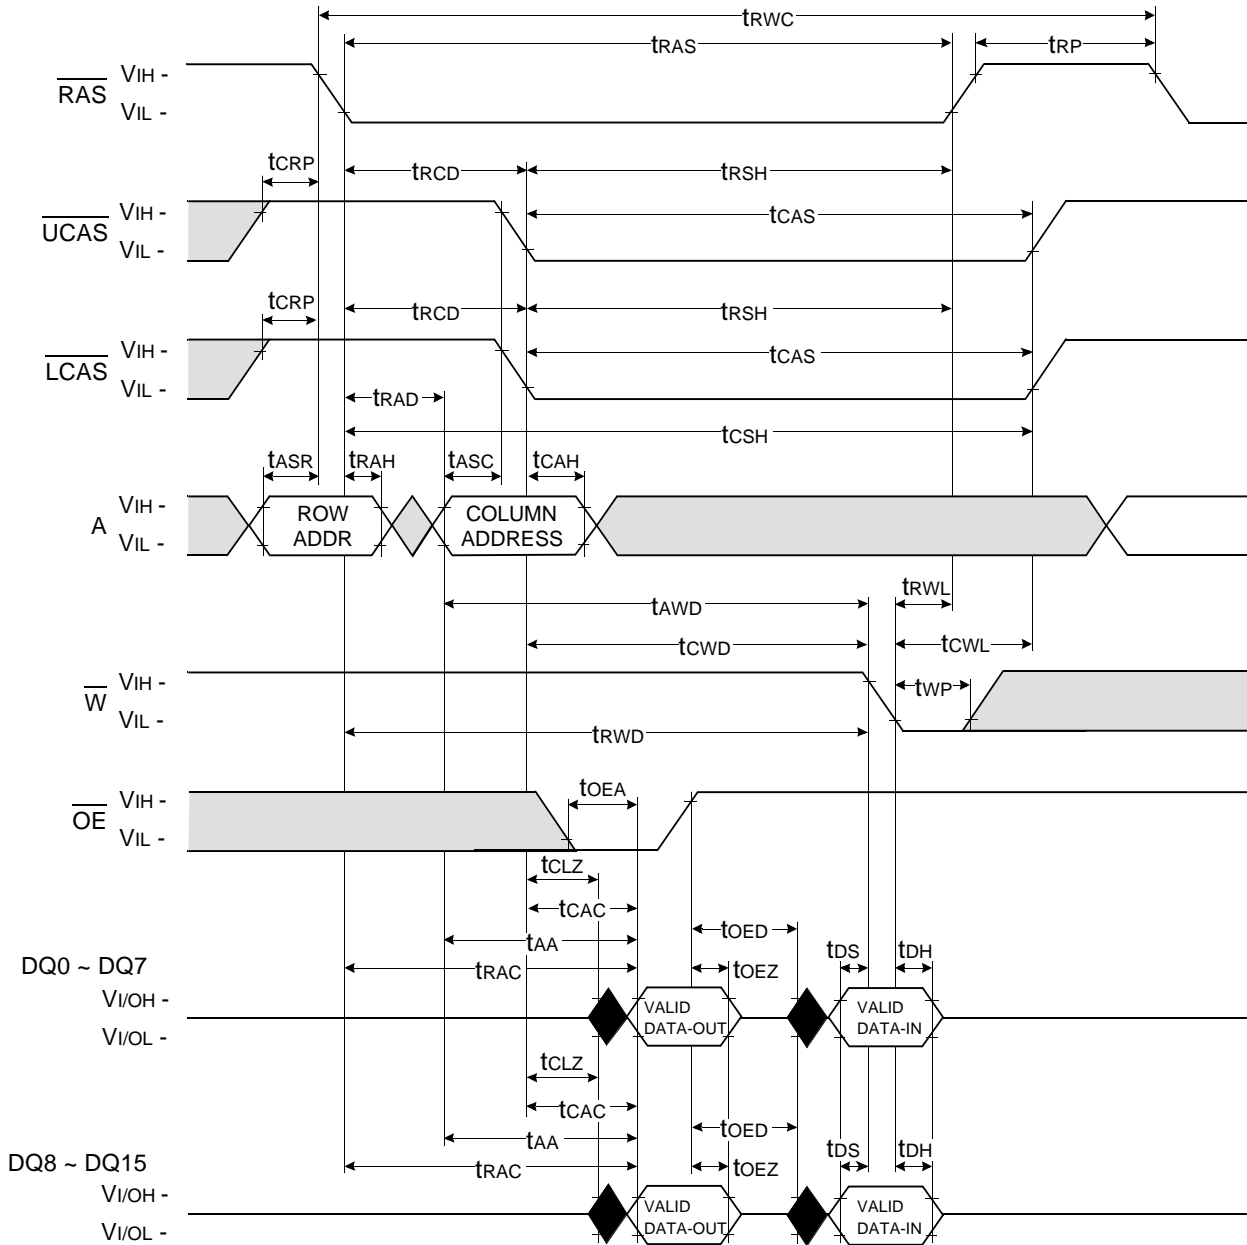 tRWC
tRAS tRP
RAS VIH -
VIL -
tCRP tRCD tRSH
UCAS VIH - tCAS
VIL -
tCRP tRCD tRSH
LCAS VIH - tCAS
VIL -
tRAD
tCSH
tASR tRAH tASC tCAH
A VIH - ROW COLUMN
VIL - ADDR ADDRESS
tRWL
tAWD
tCWD tCWL
W VIH - tWP
VIL -
tRWD
OE VIH - tOEA
VIL -
tCLZ
tCAC
tOED
tAA
DQ0 ~ DQ7 tRAC tOEZ tDS tDH
VI/OH - VALID VALID
VI/OL - DATA-OUT DATA-IN
tCLZ
tCAC
tOED
tAA
DQ8 ~ DQ15 tRAC tOEZ tDS tDH
VI/OH - VALID VALID
VI/OL - DATA-OUT DATA-IN